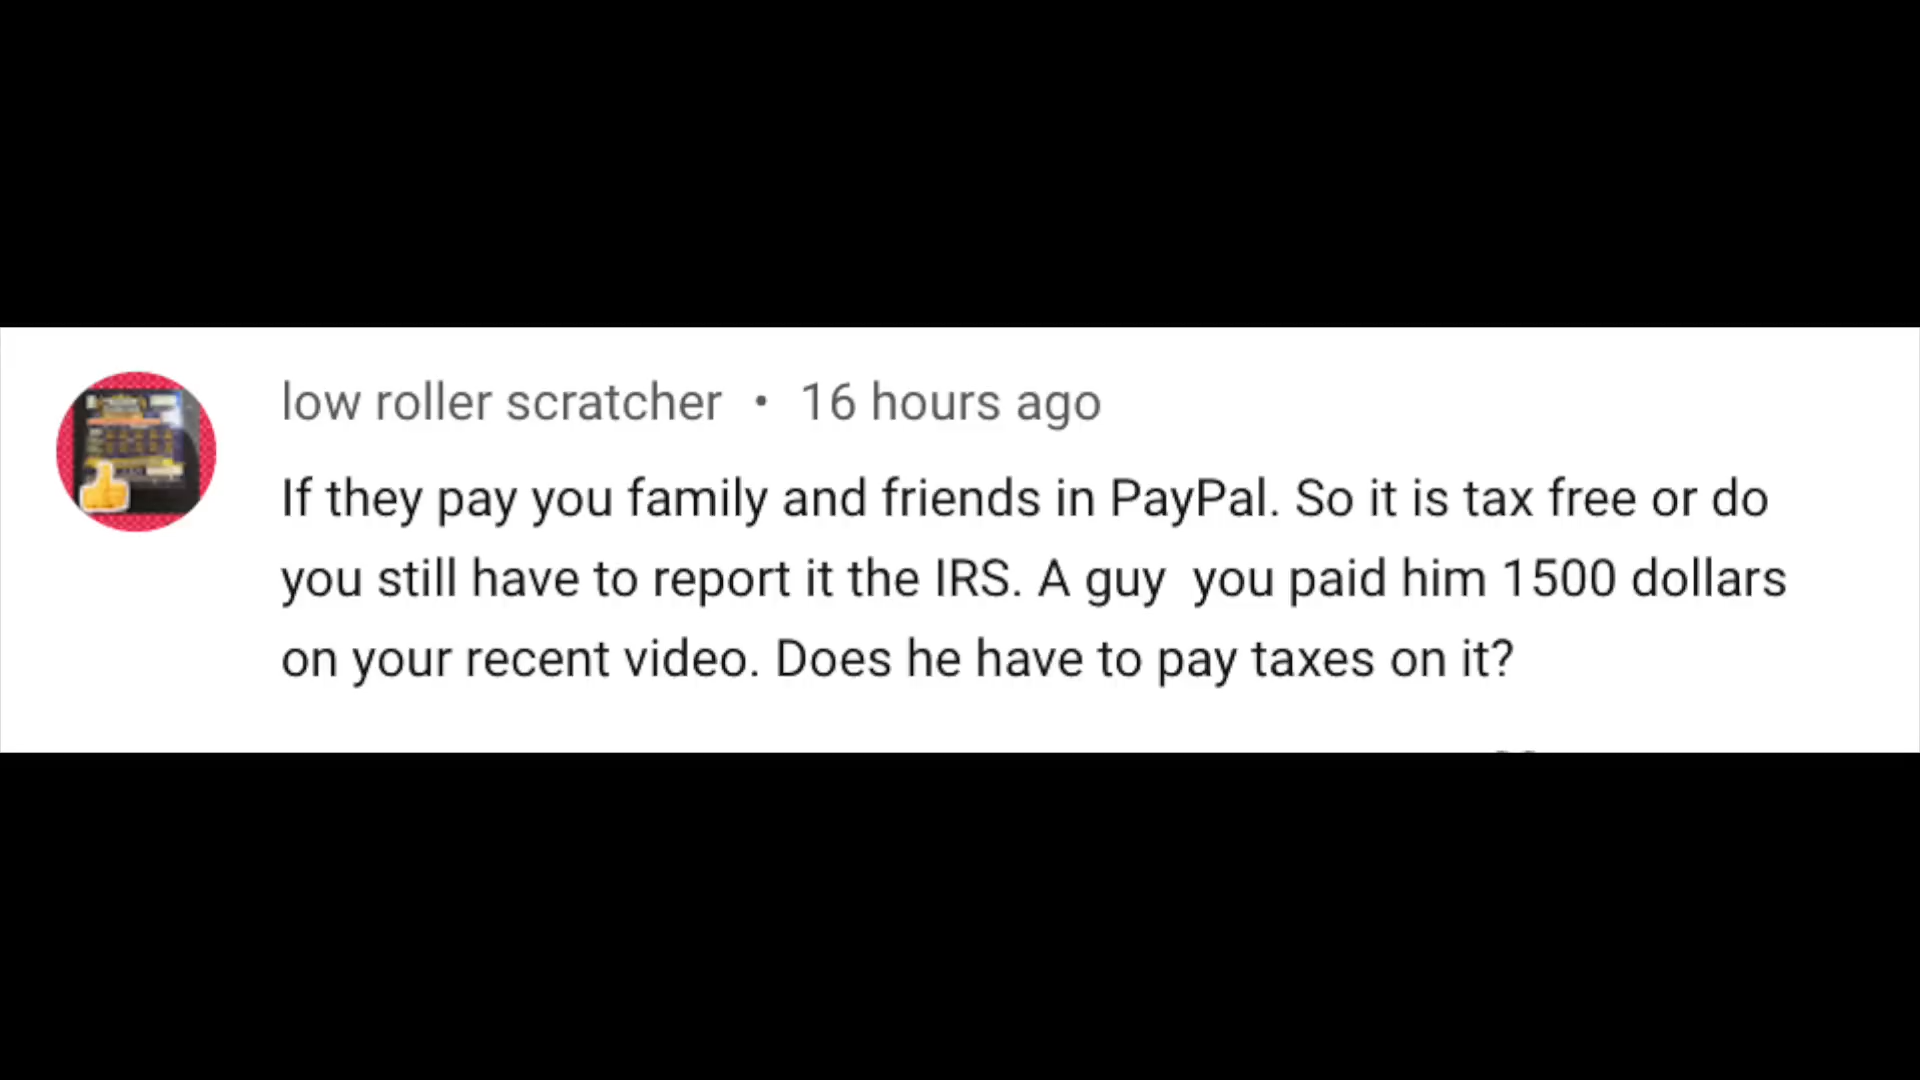 low roller scratcher • 16 hours ago
If they pay you family and friends in PayPal. So it is tax free or do
you still have to report it the IRS. A guy  you paid him 1500 dollars
on your recent video. Does he have to pay taxes on it?